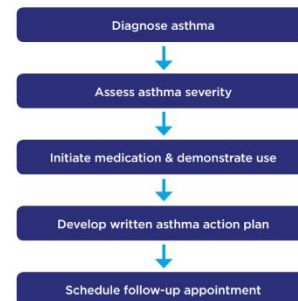 Diagnose asthma
Assess asthma severity
Initiate medication & demonstrate use
Develop written asthma action plan
Schedule follow-up appointment